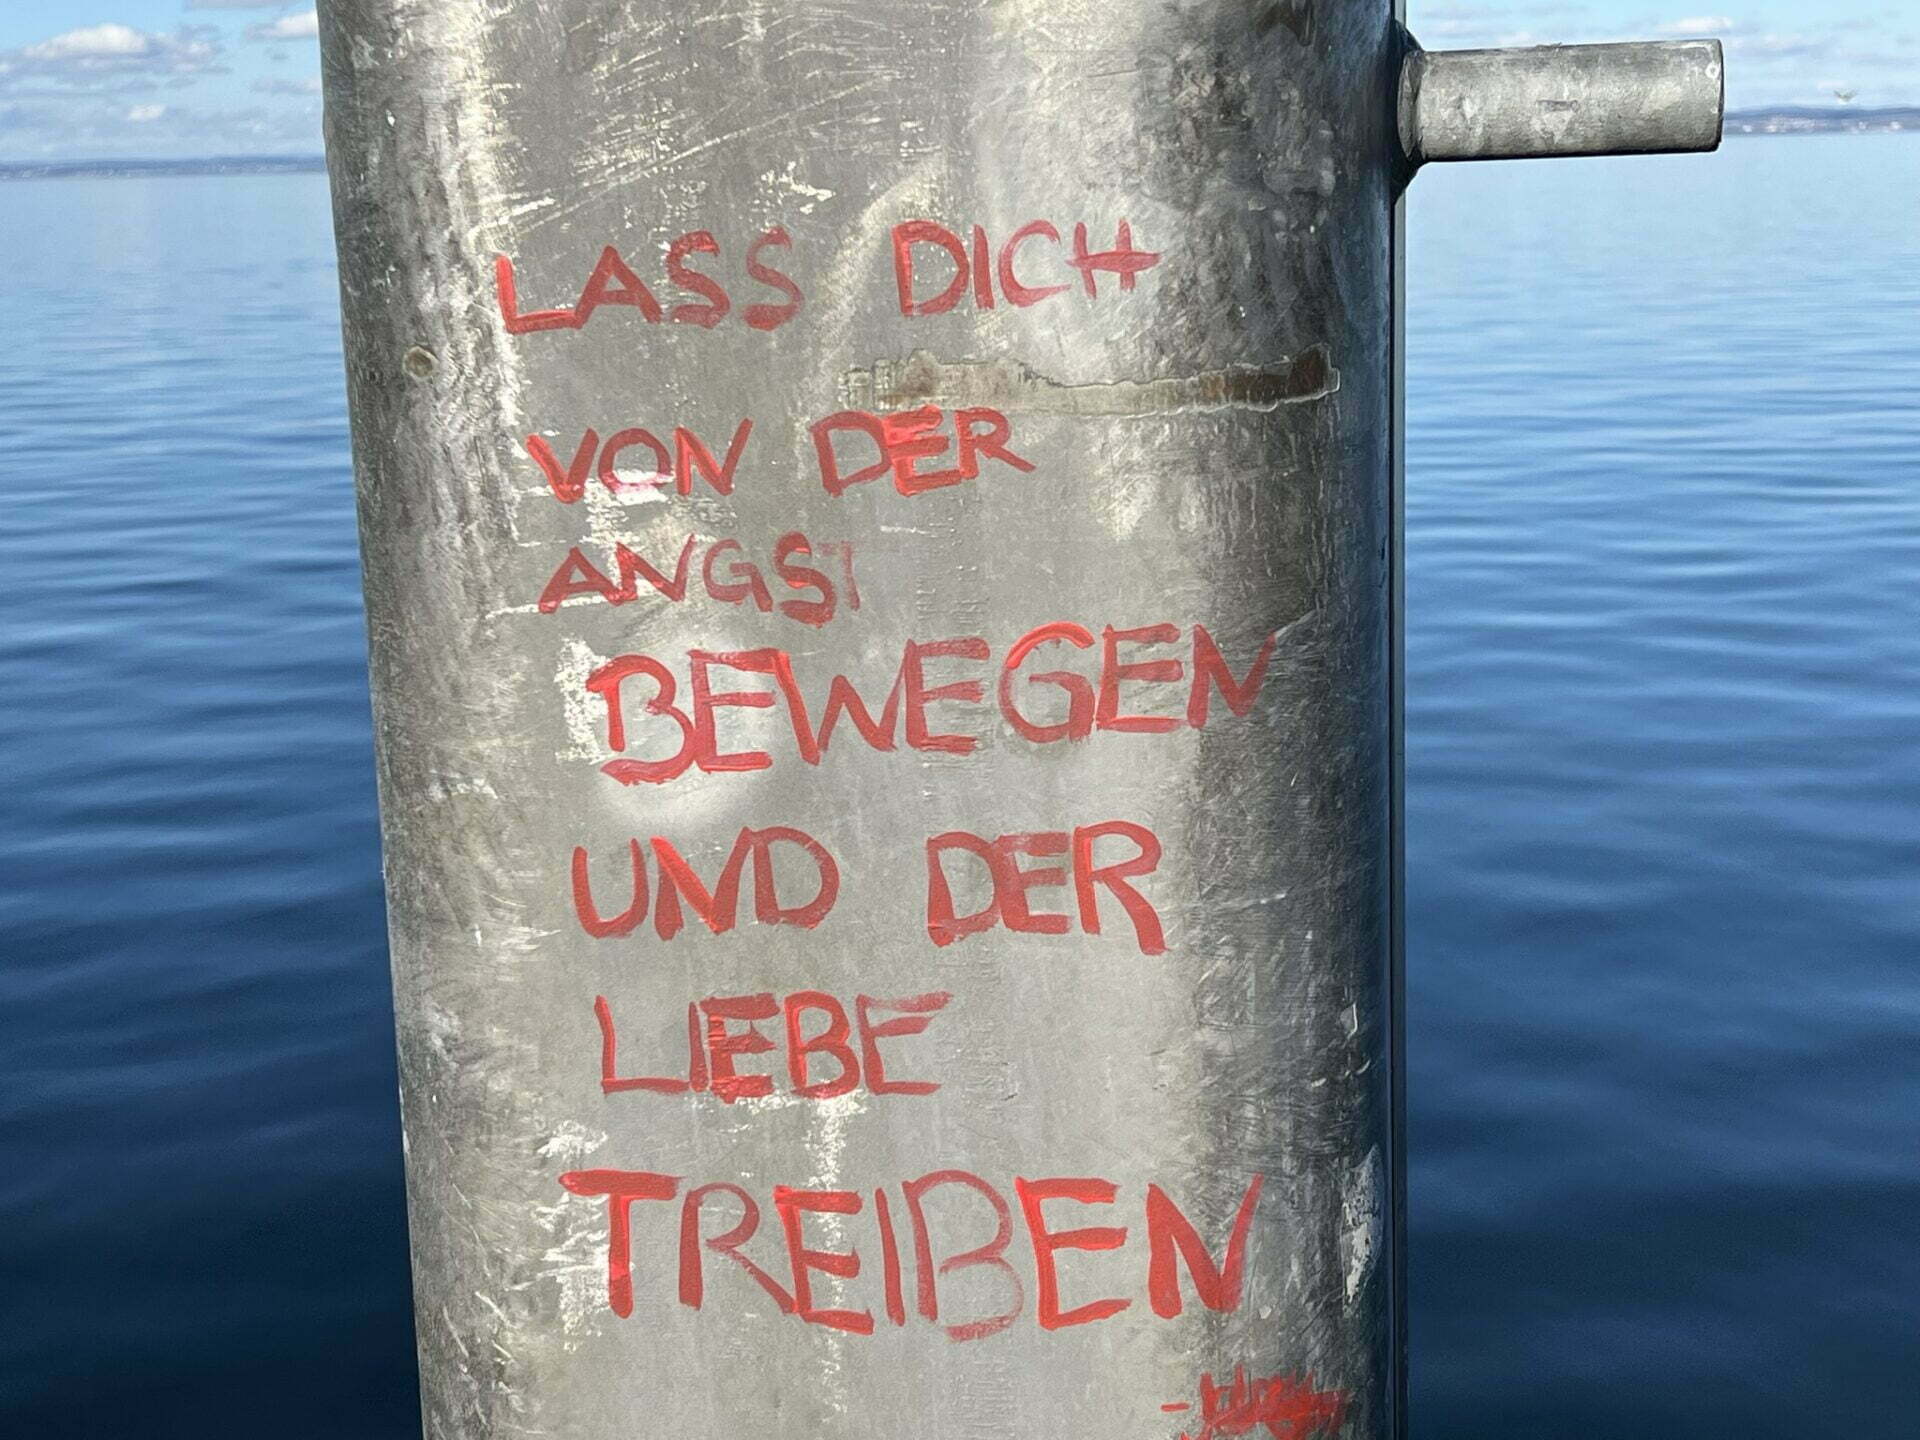 LASS DICH
VON DER
ANGST
BEWEGEN
UND DER
LIEBE
TREIBEN